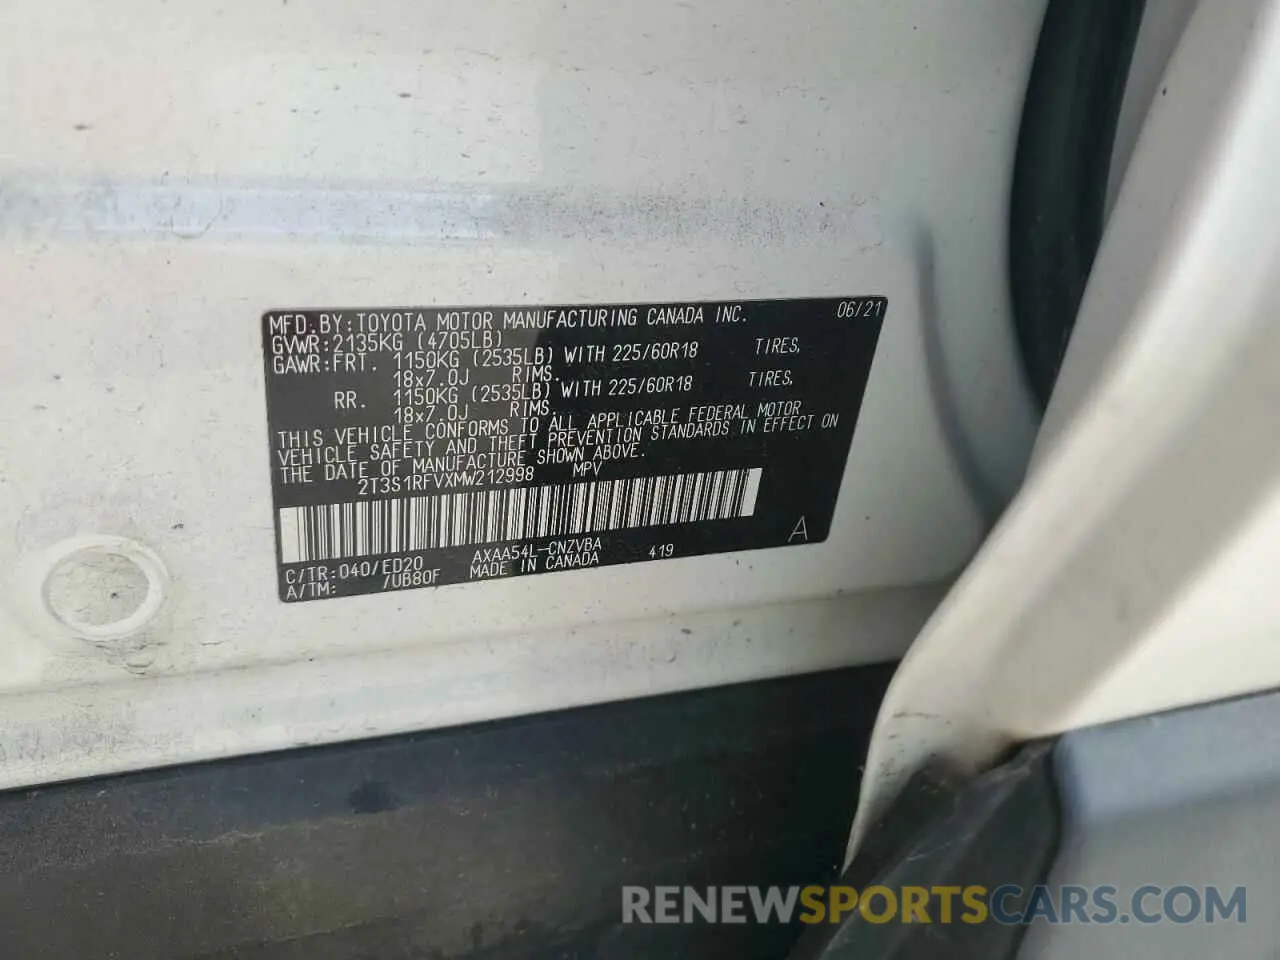 MFD. BY: TOYOTA MOTOR MANUFACTURING CANADA INC. 06/21
GVWR: 2135KG (4705LB)
GAWR: FRT. 1150KG (2535LB) WITH 225/60R18 TIRES,
18x7.0J RIMS.
RR. 1150KG (2535LB) WITH 225/60R18 TIRES,
18x7.0J RIMS.
THIS VEHICLE CONFORMS TO ALL APPLICABLE FEDERAL MOTOR
VEHICLE SAFETY AND THEFT PREVENTION STANDARDS IN EFFECT ON
THE DATE OF MANUFACTURE SHOWN ABOVE.
2T3S1RFVXMW212998 MPV
A
C/TR: 040/ED20 AXAA54L-CNZVBA 419
A/TM: /UB80F MADE IN CANADA
RENEWSPORTSCARS.COM